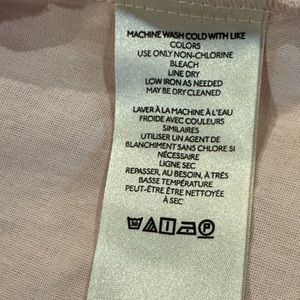 MACHINE WASH COLD WITH LIKE
COLORS
USE ONLY NON-CHLORINE
BLEACH
LINE DRY
LOW IRON AS NEEDED
MAY BE DRY CLEANED
LAVER À LA MACHINE À L'EAU
FROIDE AVEC COULEURS
SIMILAIRES
UTILISER UN AGENT DE
BLANCHIMENT SANS CHLORE SI
NÉCESSAIRE
LIGNE SEC
REPASSER, AU BESOIN, À TRÈS
BASSE TEMPÉRATURE
PEUT-ÊTRE ÊTRE NETTOYÉ
À SEC